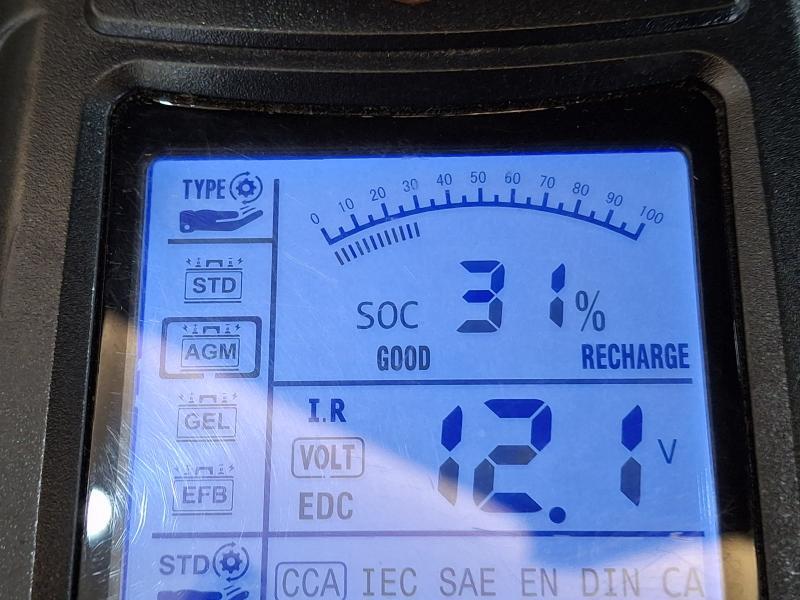 TYPE
0 10 20 30 40 50 60 70 80 90 100
STD
SOC 31%
AGM
GOOD RECHARGE
GEL
I.R
VOLT 12.1 V
EFB
EDC
STD
CCA IEC SAE EN DIN CA